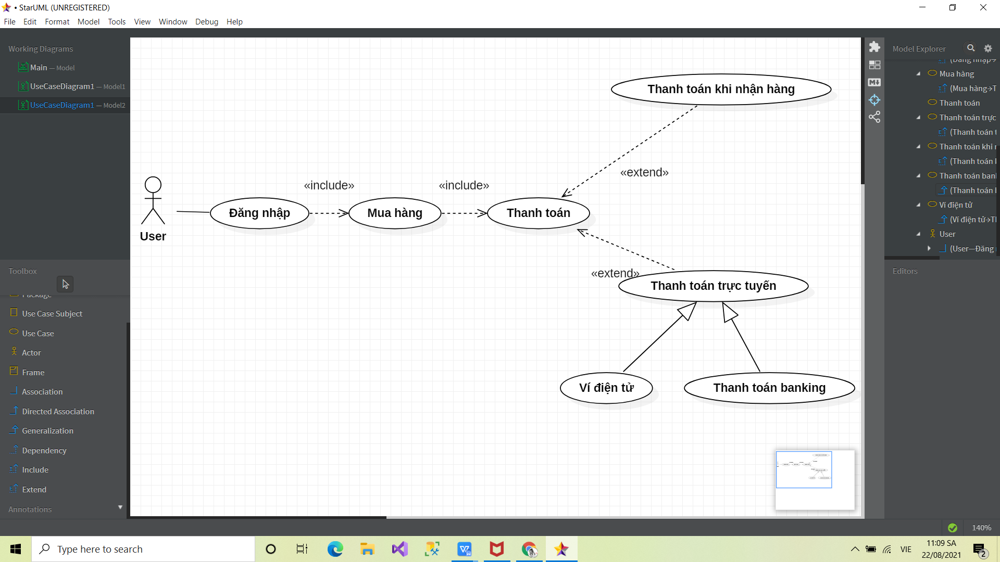 • StarUML (UNREGISTERED)
File Edit Format Model Tools View Window Debug Help
Working Diagrams
Main — Model
UseCaseDiagram1 — Model1
UseCaseDiagram1 — Model2
Toolbox
Package
Use Case Subject
Use Case
Actor
Frame
Association
Directed Association
Generalization
Dependency
Include
Extend
Annotations
Thanh toán khi nhận hàng
«extend»
«include»
«include»
Đăng nhập
Mua hàng
Thanh toán
User
«extend»
Thanh toán trực tuyến
Ví điện tử
Thanh toán banking
Model Explorer
(Đăng nhập→
Mua hàng
(Mua hàng→T
Thanh toán
Thanh toán trực
(Thanh toán t
Thanh toán khi r
(Thanh toán k
Thanh toán banl
(Thanh toán l
Ví điện tử
(Ví điện tử→Tl
User
(User—Đăng
Editors
140%
Type here to search
VIE
11:09 SA
22/08/2021
2